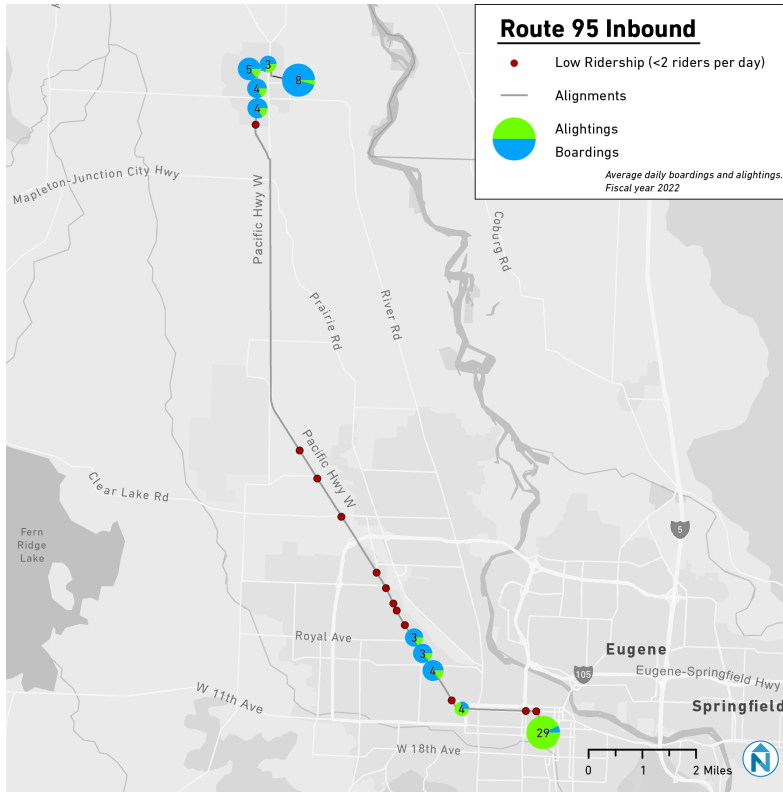 Route 95 Inbound
Low Ridership (<2 riders per day)
Alignments
Alightings
Boardings
Average daily boardings and alightings.
Fiscal year 2022
3
5
8
4
4
Mapleton-Junction City Hwy
Pacific Hwy W
Coburg Rd
Prairie Rd
River Rd
Pacific Hwy W
Clear Lake Rd
Fern
Ridge
Lake
5
Royal Ave
3
3
4
Eugene
105
Eugene-Springfield Hwy
W 11th Ave
4
Springfield
29
W 18th Ave
0 1 2 Miles
N